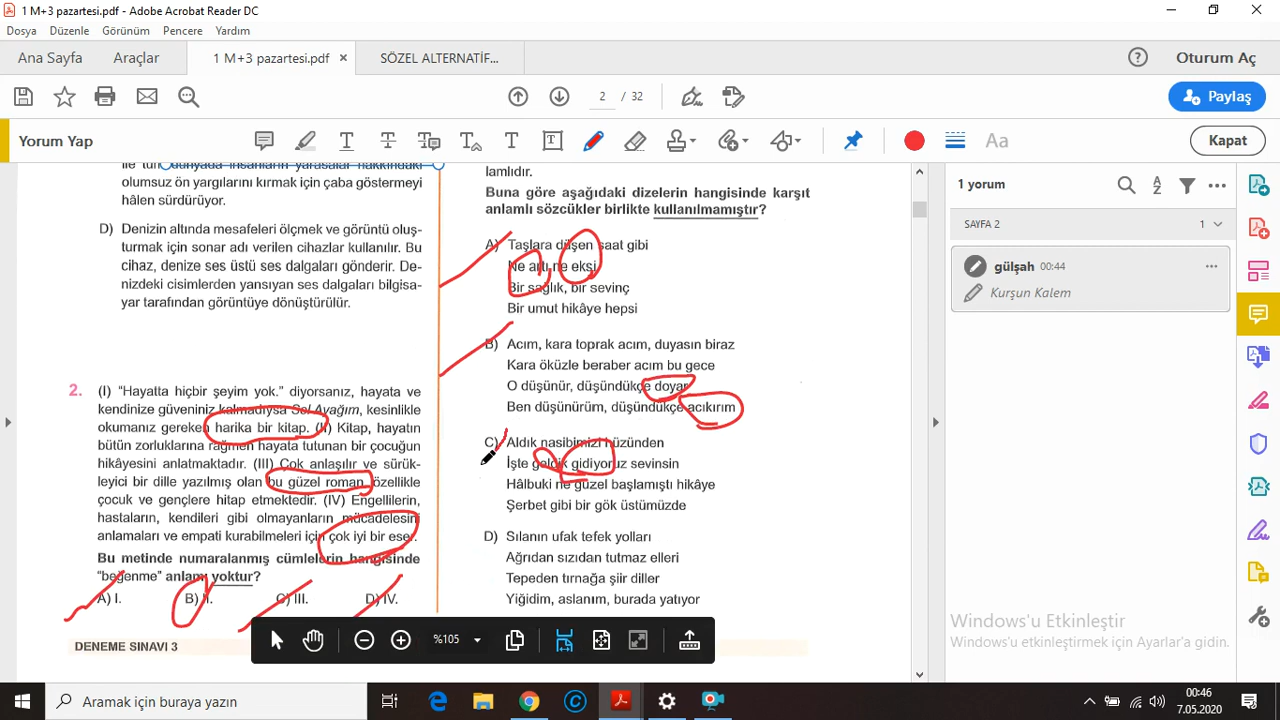 1 M+3 pazartesi.pdf - Adobe Acrobat Reader DC
Dosya Düzenle Görünüm Pencere Yardım
Ana Sayfa Araçlar 1 M+3 pazartesi.pdf × SÖZEL ALTERNATİF... Oturum Aç
2 / 32 Paylaş
Yorum Yap Aa Kapat
ile tüm dünyada insanların yarasalar hakkındaki
olumsuz ön yargılarını kırmak için çaba göstermeyi
hâlen sürdürüyor.
D) Denizin altında mesafeleri ölçmek ve görüntü oluş-
turmak için sonar adı verilen cihazlar kullanılır. Bu
cihaz, denize ses üstü ses dalgaları gönderir. De-
nizdeki cisimlerden yansıyan ses dalgaları bilgisa-
yar tarafından görüntüye dönüştürülür.
2. (I) “Hayatta hiçbir şeyim yok.” diyorsanız, hayata ve
kendinize güveniniz kalmadıysa Sol Ayağım, kesinlikle
okumanız gereken harika bir kitap. (II) Kitap, hayatın
bütün zorluklarına rağmen hayata tutunan bir çocuğun
hikâyesini anlatmaktadır. (III) Çok anlaşılır ve sürük-
leyici bir dille yazılmış olan bu güzel roman özellikle
çocuk ve gençlere hitap etmektedir. (IV) Engellilerin,
hastaların, kendileri gibi olmayanların mücadelesini
anlamaları ve empati kurabilmeleri için çok iyi bir eser.
Bu metinde numaralanmış cümlelerin hangisinde
“beğenme” anlamı yoktur?
A) I. B) II. C) III. D) IV.
DENEME SINAVI 3
lamlıdır.
Buna göre aşağıdaki dizelerin hangisinde karşıt
anlamlı sözcükler birlikte kullanılmamıştır?
A) Taşlara düşen saat gibi
Ne artı ne eksi
Bir sağlık, bir sevinç
Bir umut hikâye hepsi
B) Acım, kara toprak acım, duyasın biraz
Kara öküzle beraber acım bu gece
O düşünür, düşündükçe doyar
Ben düşünürüm, düşündükçe acıkırım
C) Aldık nasibimizi hüzünden
İşte geldik gidiyoruz sevinsin
Hâlbuki ne güzel başlamıştı hikâye
Şerbet gibi bir gök üstümüzde
D) Sılanın ufak tefek yolları
Ağrıdan sızıdan tutmaz elleri
Tepeden tırnağa şiir diller
Yiğidim, aslanım, burada yatıyor
%105
1 yorum
SAYFA 2 1
gülşah 00:44
Kurşun Kalem
Windows'u Etkinleştir
Windows'u etkinleştirmek için Ayarlar'a gidin.
Aramak için buraya yazın
00:46
7.05.2020